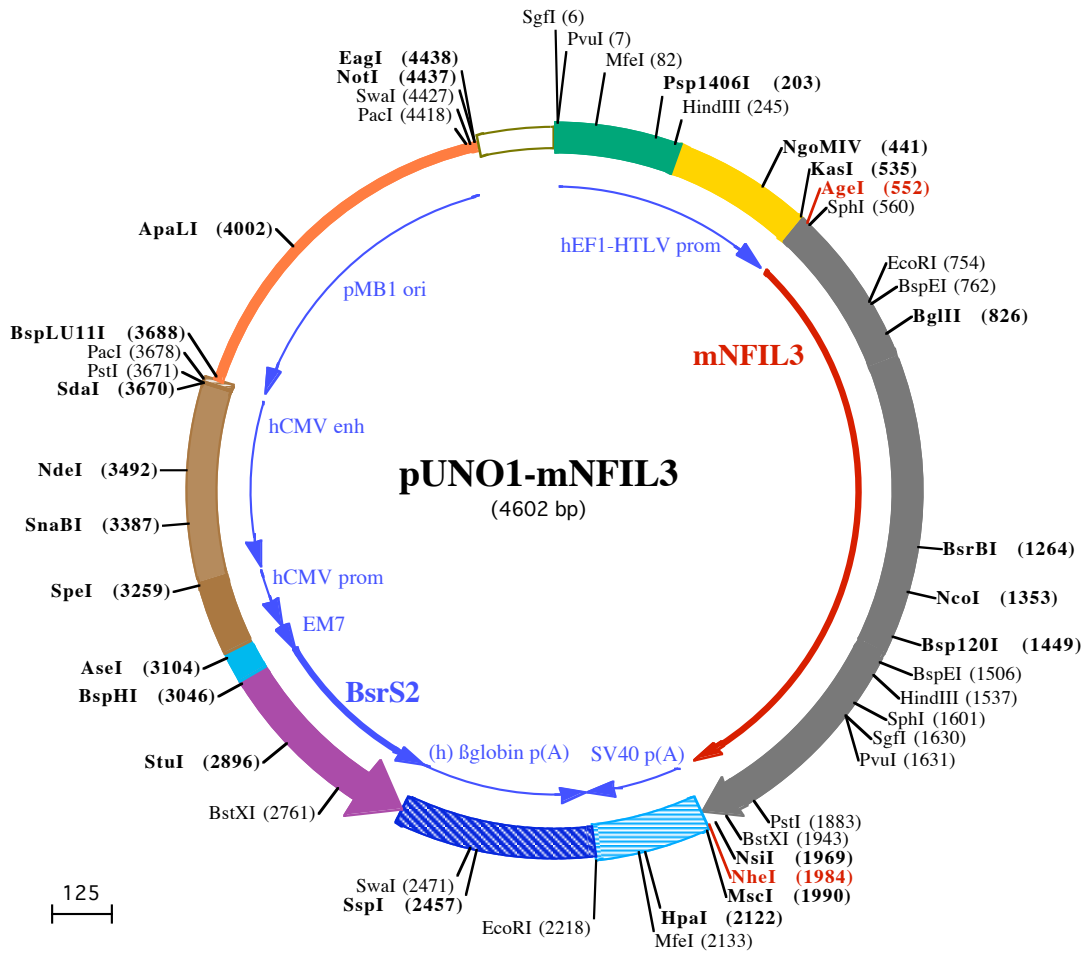 SgfI (6)
PvuI (7)
MfeI (82)
Psp1406I (203)
HindIII (245)
NgoMIV (441)
KasI (535)
AgeI (552)
SphI (560)
EcoRI (754)
BspEI (762)
BglII (826)
BsrBI (1264)
NcoI (1353)
Bsp120I (1449)
BspEI (1506)
HindIII (1537)
SphI (1601)
SgfI (1630)
PvuI (1631)
PstI (1883)
BstXI (1943)
NsiI (1969)
NheI (1984)
MscI (1990)
HpaI (2122)
MfeI (2133)
EcoRI (2218)
SspI (2457)
SwaI (2471)
BstXI (2761)
StuI (2896)
BspHI (3046)
AseI (3104)
SpeI (3259)
SnaBI (3387)
NdeI (3492)
SdaI (3670)
PstI (3671)
PacI (3678)
BspLU11I (3688)
ApaLI (4002)
PacI (4418)
SwaI (4427)
NotI (4437)
EagI (4438)
hEF1-HTLV prom
mNFIL3
SV40 p(A)
(h) ßglobin p(A)
BsrS2
EM7
hCMV prom
hCMV enh
pMB1 ori
pUNO1-mNFIL3
(4602 bp)
125